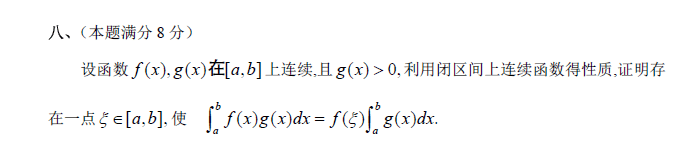 八、（本题满分 8 分）
设函数 f(x), g(x)在[a,b] 上连续,且 g(x) > 0, 利用闭区间上连续函数得性质,证明存
在一点 ξ ∈[a,b], 使 ∫_a^b f(x)g(x)dx = f(ξ)∫_a^b g(x)dx.